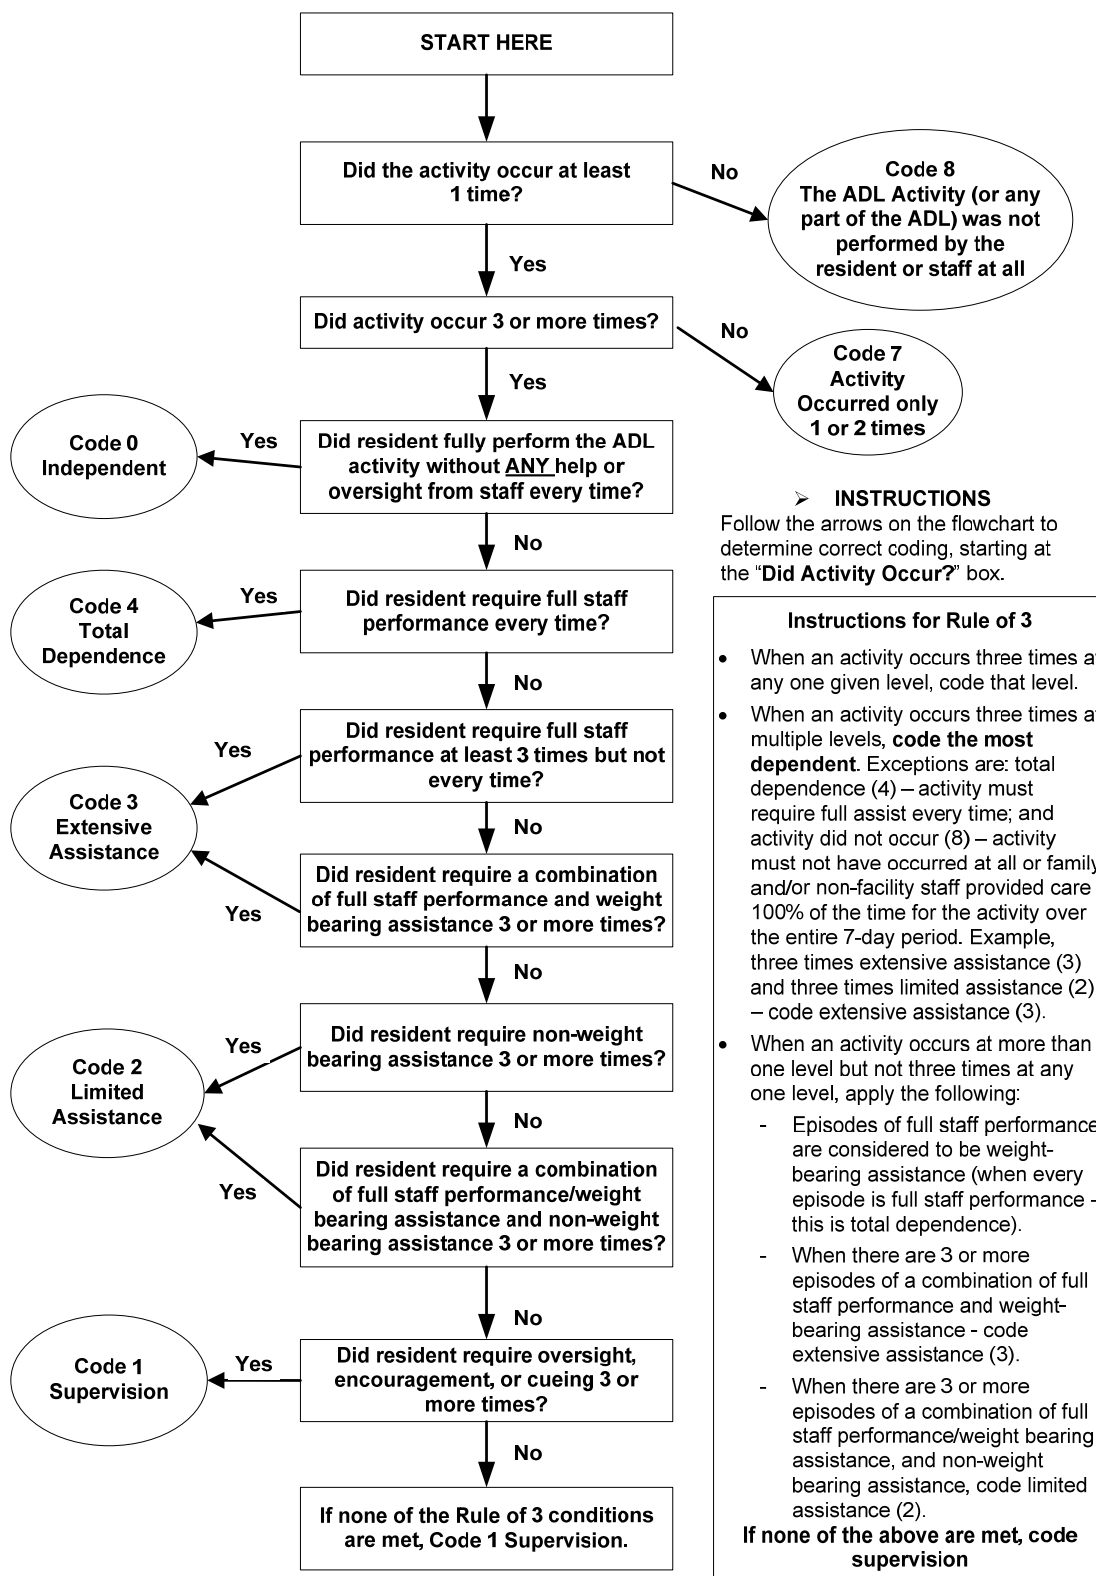 START HERE
Did the activity occur at least
1 time?
No
Code 8
The ADL Activity (or any
part of the ADL) was not
performed by the
resident or staff at all
Yes
Did activity occur 3 or more times?
No
Code 7
Activity
Occurred only
1 or 2 times
Yes
Did resident fully perform the ADL
activity without ANY help or
oversight from staff every time?
Yes
Code 0
Independent
No
Did resident require full staff
performance every time?
Yes
Code 4
Total
Dependence
No
Did resident require full staff
performance at least 3 times but not
every time?
Yes
Code 3
Extensive
Assistance
No
Did resident require a combination
of full staff performance and weight
bearing assistance 3 or more times?
Yes
No
Did resident require non-weight
bearing assistance 3 or more times?
Yes
Code 2
Limited
Assistance
No
Did resident require a combination
of full staff performance/weight
bearing assistance and non-weight
bearing assistance 3 or more times?
Yes
No
Did resident require oversight,
encouragement, or cueing 3 or
more times?
Yes
Code 1
Supervision
No
If none of the Rule of 3 conditions
are met, Code 1 Supervision.
➢ INSTRUCTIONS
Follow the arrows on the flowchart to
determine correct coding, starting at
the “Did Activity Occur?” box.
Instructions for Rule of 3
• When an activity occurs three times
any one given level, code that level.
• When an activity occurs three times
multiple levels, code the most
dependent. Exceptions are: total
dependence (4) – activity must
require full assist every time; and
activity did not occur (8) – activity
must not have occurred at all or family
and/or non-facility staff provided care
100% of the time for the activity over
the entire 7-day period. Example,
three times extensive assistance (3)
and three times limited assistance (2)
– code extensive assistance (3).
• When an activity occurs at more than
one level but not three times at any
one level, apply the following:
- Episodes of full staff performance
are considered to be weight-
bearing assistance (when every
episode is full staff performance -
this is total dependence).
- When there are 3 or more
episodes of a combination of full
staff performance and weight-
bearing assistance - code
extensive assistance (3).
- When there are 3 or more
episodes of a combination of full
staff performance/weight bearing
assistance, and non-weight
bearing assistance, code limited
assistance (2).
If none of the above are met, code
supervision